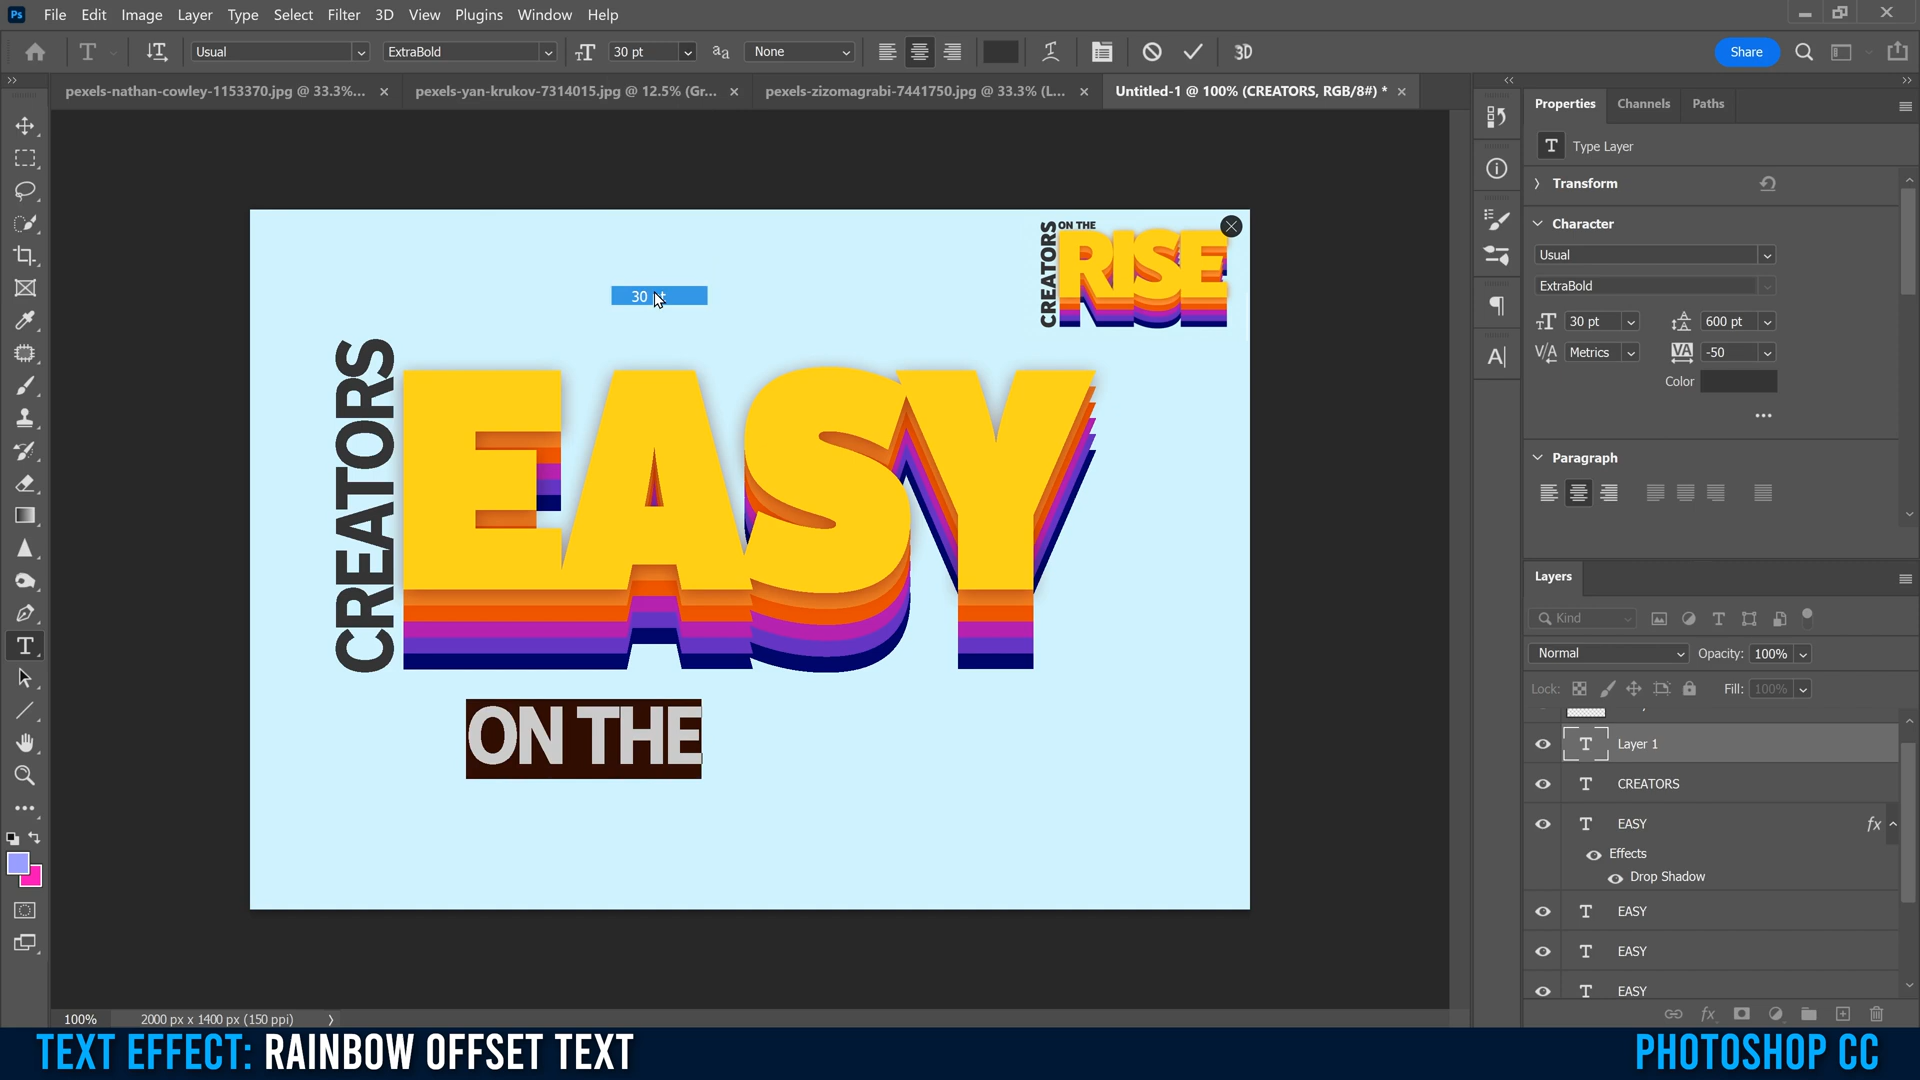 File Edit Image Layer Type Select Filter 3D View Plugins Window Help
Usual ExtraBold 30 pt None 3D Share
pexels-nathan-cowley-1153370.jpg @ 33.3%... pexels-yan-krukov-7314015.jpg @ 12.5% (Gr... pexels-zizomagrabi-7441750.jpg @ 33.3% (L... Untitled-1 @ 100% (CREATORS, RGB/8#) *
CREATORS
ON THE
RISE
30
CREATORS
EASY
ON THE
Properties Channels Paths
Type Layer
Transform
Character
Usual
ExtraBold
30 pt 600 pt
Metrics -50
Color
Paragraph
Layers
Kind
Normal Opacity: 100%
Lock: Fill: 100%
Layer 1
CREATORS
EASY fx
Effects
Drop Shadow
EASY
EASY
EASY
100% 2000 px x 1400 px (150 ppi)
TEXT EFFECT: RAINBOW OFFSET TEXT
PHOTOSHOP CC